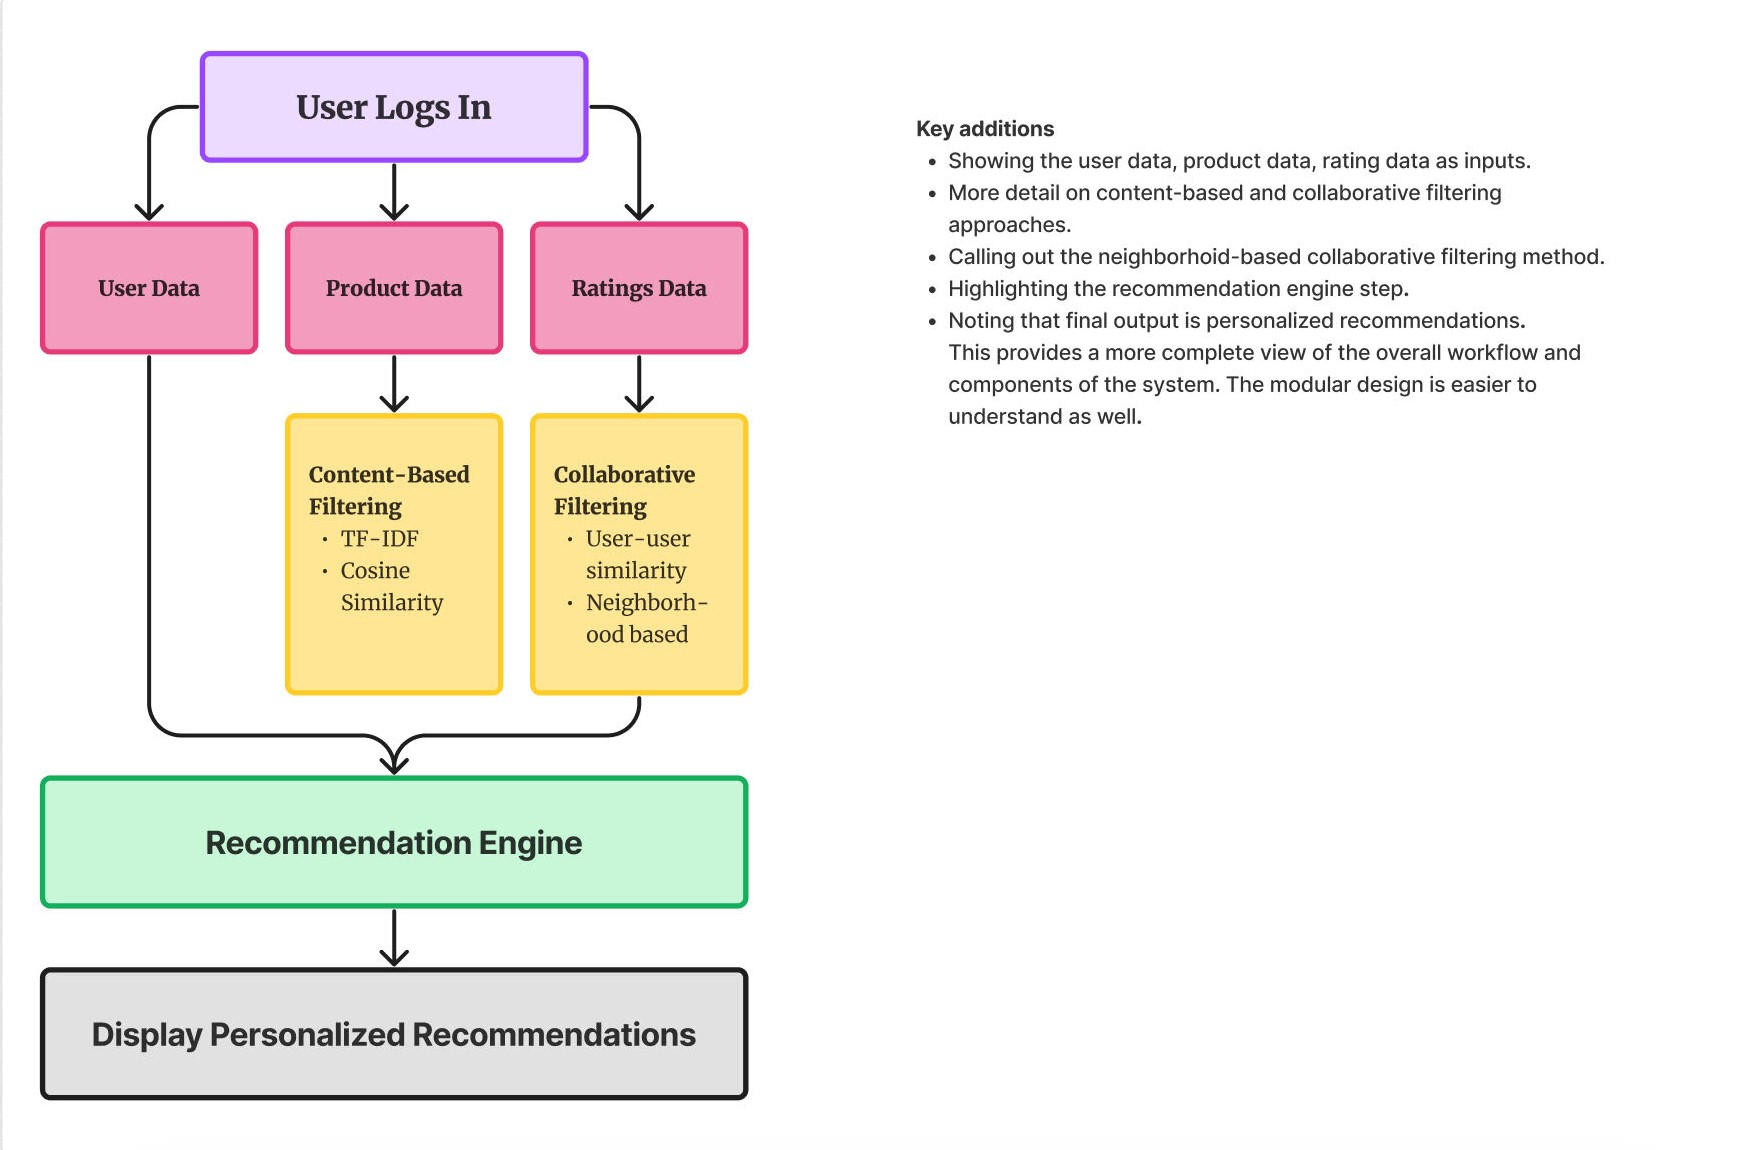 User Logs In
User Data
Product Data
Ratings Data
Content-Based
Filtering
• TF-IDF
• Cosine
Similarity
Collaborative
Filtering
• User-user
similarity
• Neighborh-
ood based
Recommendation Engine
Display Personalized Recommendations
Key additions
• Showing the user data, product data, rating data as inputs.
• More detail on content-based and collaborative filtering
approaches.
• Calling out the neighborhoid-based collaborative filtering method.
• Highlighting the recommendation engine step.
• Noting that final output is personalized recommendations.
This provides a more complete view of the overall workflow and
components of the system. The modular design is easier to
understand as well.